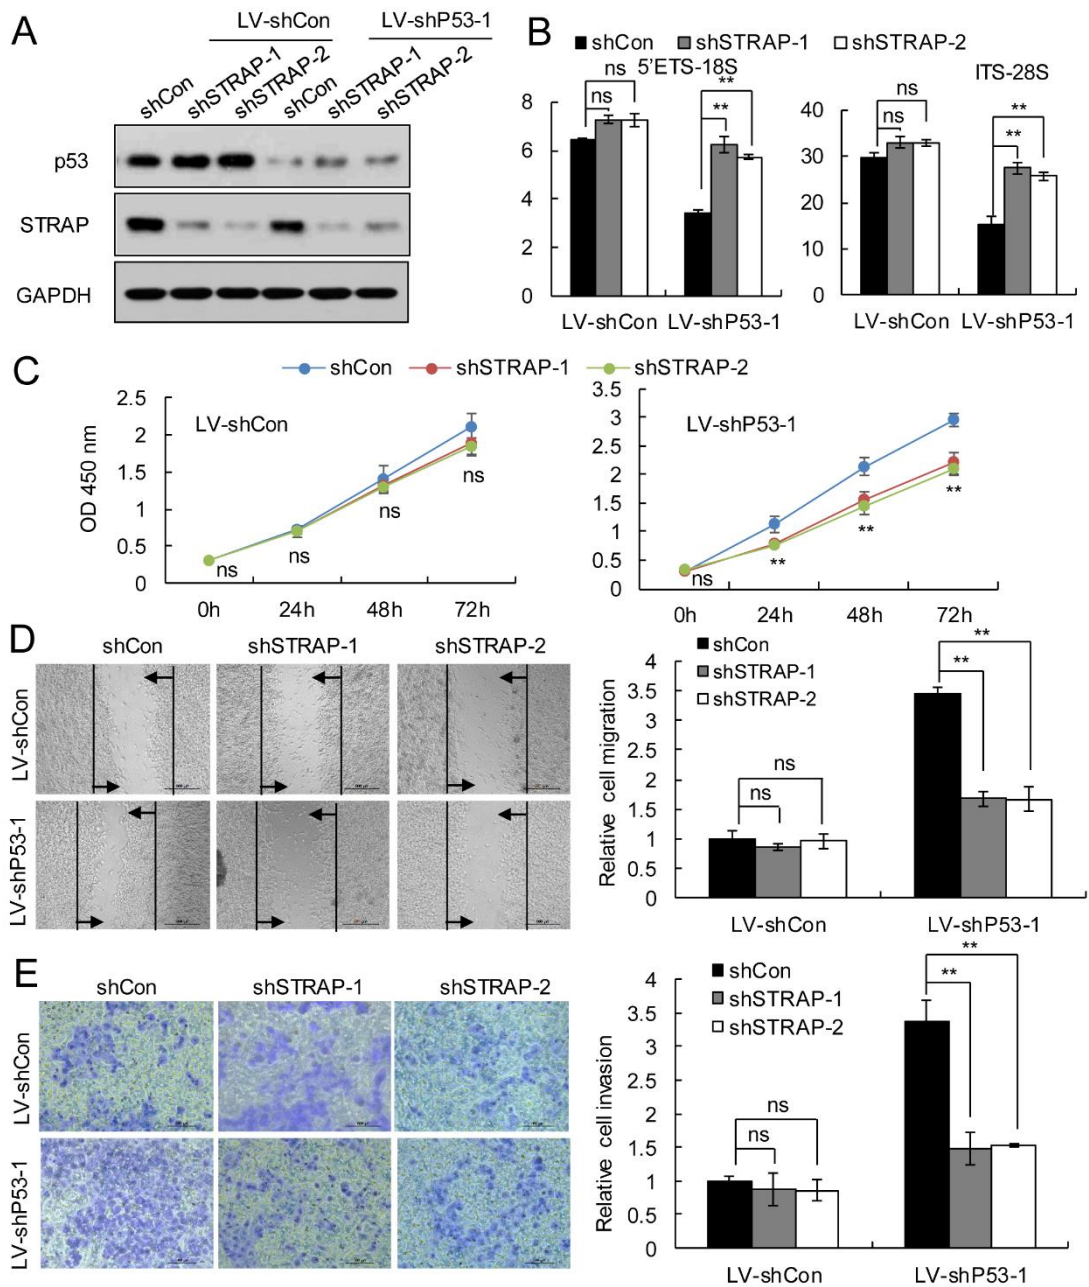 A
LV-shCon LV-shP53-1
shCon shSTRAP-1 shSTRAP-2 shCon shSTRAP-1 shSTRAP-2
p53
STRAP
GAPDH
B
shCon shSTRAP-1 shSTRAP-2
5'ETS-18S
ns
ns
**
**
8
6
4
2
0
LV-shCon LV-shP53-1
ITS-28S
ns
ns
**
**
40
30
20
10
0
LV-shCon LV-shP53-1
C
shCon shSTRAP-1 shSTRAP-2
OD 450 nm
LV-shCon
2.5
2
1.5
1
0.5
0
ns
ns
ns
ns
0h 24h 48h 72h
LV-shP53-1
3.5
3
2.5
2
1.5
1
0.5
0
ns
**
**
**
0h 24h 48h 72h
D
shCon shSTRAP-1 shSTRAP-2
LV-shCon
LV-shP53-1
Relative cell migration
shCon
shSTRAP-1
shSTRAP-2
4
3.5
3
2.5
2
1.5
1
0.5
0
ns
ns
**
**
LV-shCon LV-shP53-1
E
shCon shSTRAP-1 shSTRAP-2
LV-shCon
LV-shP53-1
Relative cell invasion
shCon
shSTRAP-1
shSTRAP-2
4
3.5
3
2.5
2
1.5
1
0.5
0
ns
ns
**
**
LV-shCon LV-shP53-1